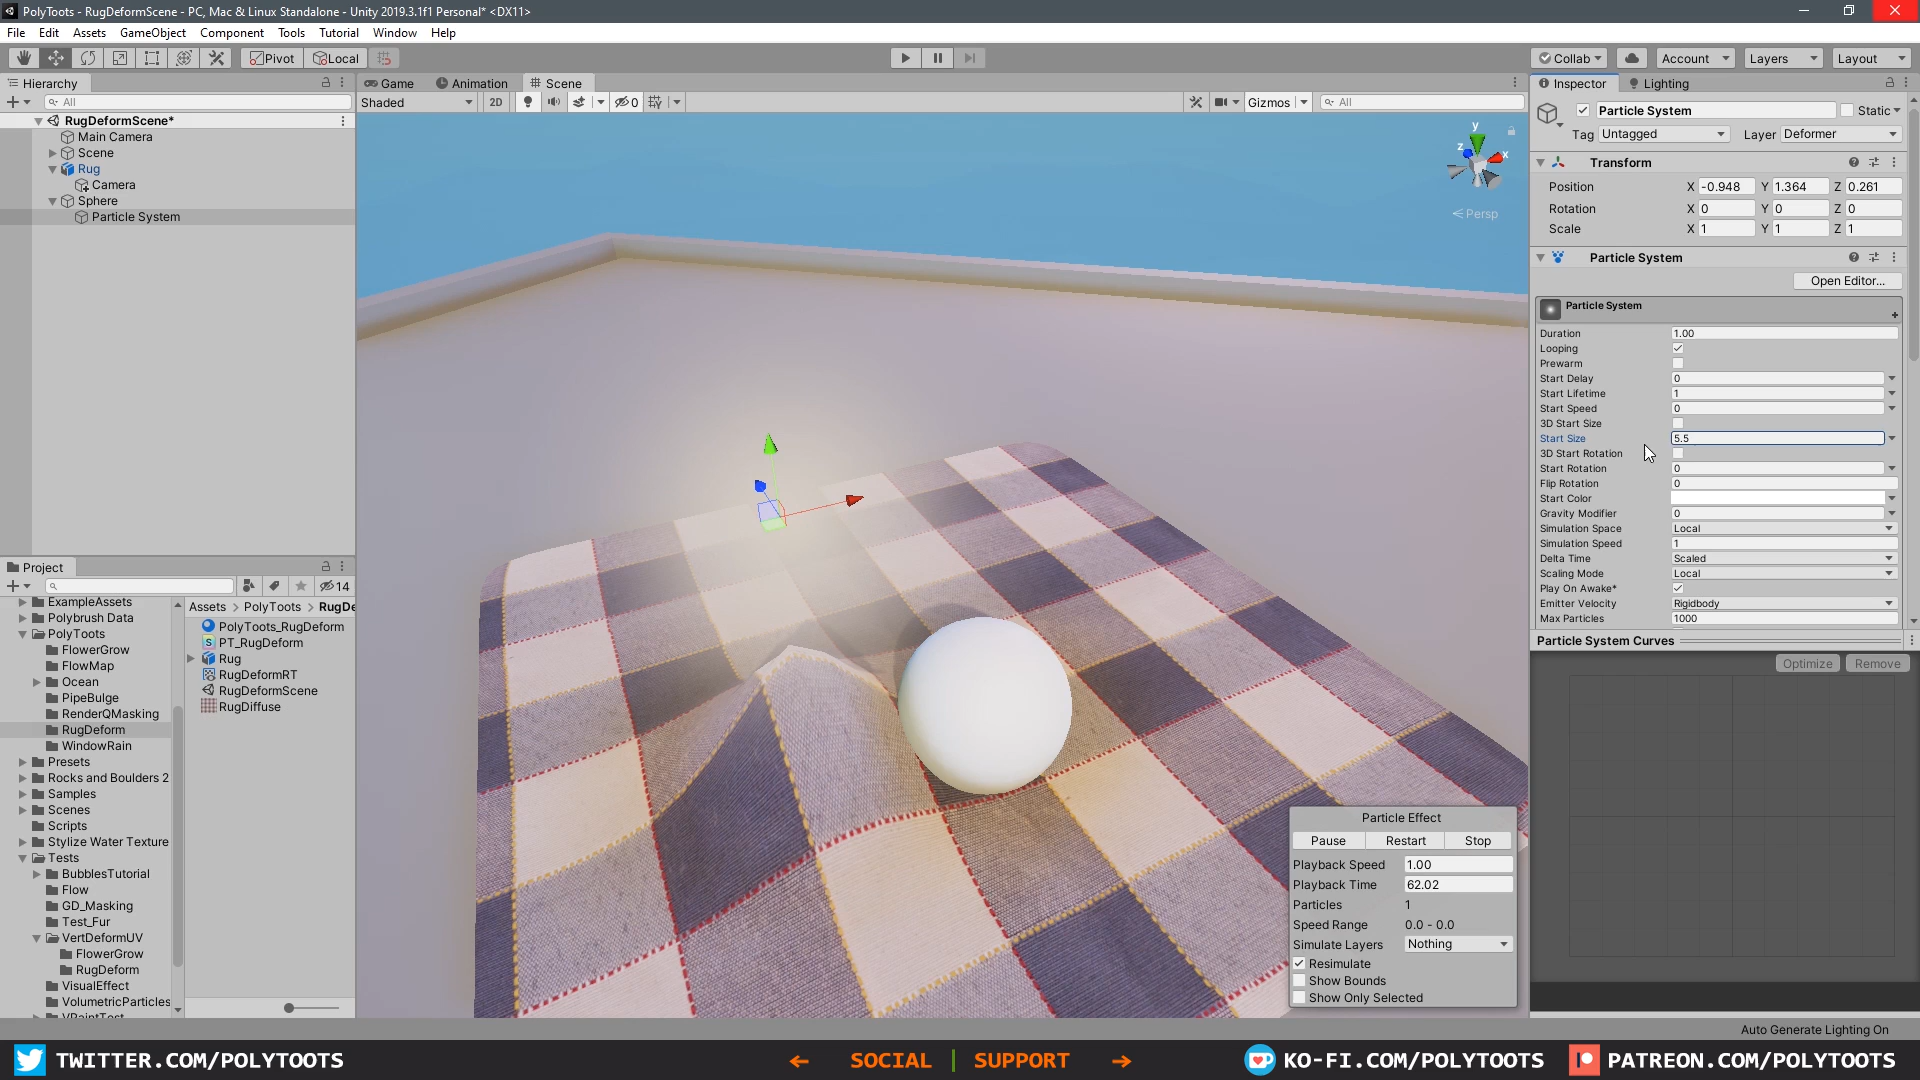 PolyToots - RugDeformScene - PC, Mac & Linux Standalone - Unity 2019.3.1f1 Personal* <DX11>
File Edit Assets GameObject Component Tools Tutorial Window Help
Pivot Local Collab Account Layers Layout
Hierarchy
All
RugDeformScene*
Main Camera
Scene
Rug
Camera
Sphere
Particle System
Game Animation Scene
Shaded 2D 0 Gizmos All
y
z x
Persp
Particle Effect
Pause Restart Stop
Playback Speed 1.00
Playback Time 62.02
Particles 1
Speed Range 0.0 - 0.0
Simulate Layers Nothing
Resimulate
Show Bounds
Show Only Selected
Project
14
ExampleAssets
Polybrush Data
PolyToots
FlowerGrow
FlowMap
Ocean
PipeBulge
RenderQMasking
RugDeform
WindowRain
Presets
Rocks and Boulders 2
Samples
Scenes
Scripts
Stylize Water Texture
Tests
BubblesTutorial
Flow
GD_Masking
Test_Fur
VertDeformUV
FlowerGrow
RugDeform
VisualEffect
VolumetricParticles
VPaintTest
Assets > PolyToots > RugDe
PolyToots_RugDeform
PT_RugDeform
Rug
RugDeformRT
RugDeformScene
RugDiffuse
Inspector Lighting
Particle System Static
Tag Untagged Layer Deformer
Transform
Position X -0.948 Y 1.364 Z 0.261
Rotation X 0 Y 0 Z 0
Scale X 1 Y 1 Z 1
Particle System
Open Editor...
Particle System
Duration 1.00
Looping
Prewarm
Start Delay 0
Start Lifetime 1
Start Speed 0
3D Start Size
Start Size 5.5
3D Start Rotation
Start Rotation 0
Flip Rotation 0
Start Color
Gravity Modifier 0
Simulation Space Local
Simulation Speed 1
Delta Time Scaled
Scaling Mode Local
Play On Awake*
Emitter Velocity Rigidbody
Max Particles 1000
Particle System Curves
Optimize Remove
Auto Generate Lighting On
TWITTER.COM/POLYTOOTS
← SOCIAL | SUPPORT →
KO-FI.COM/POLYTOOTS
PATREON.COM/POLYTOOTS